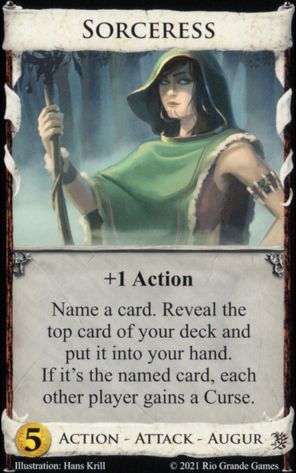 SORCERESS
+1 Action
Name a card. Reveal the
top card of your deck and
put it into your hand.
If it's the named card, each
other player gains a Curse.
5 ACTION - ATTACK - AUGUR
Illustration: Hans Krill © 2021 Rio Grande Games